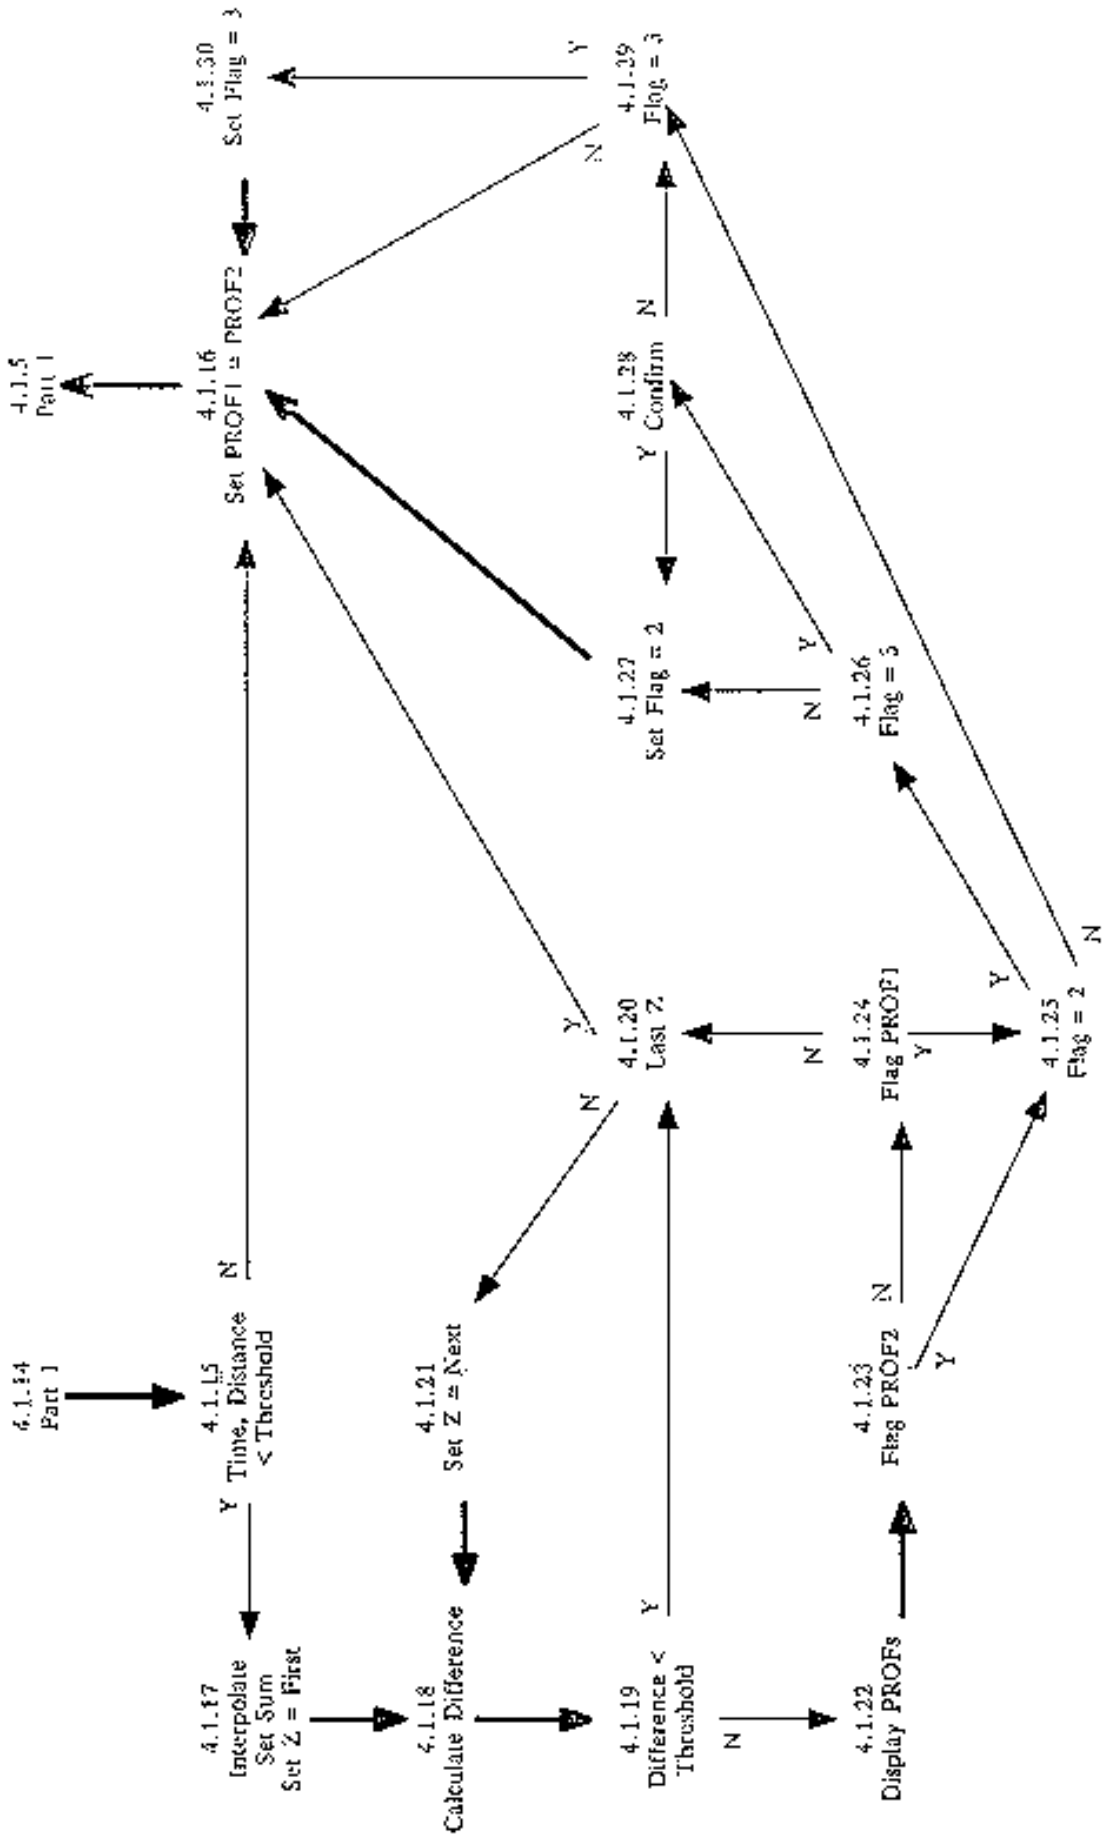 4.1.14
Part 1
4.1.5
Part 1
4.1.17
Interpolate
Set Sum
Set Z = First
Y
4.1.15
Time, Distance
< Threshold
N
4.1.16
Set PROF1 = PROF2
4.1.30
Set Flag = 3
4.1.18
Calculate Difference
4.1.21
Set Z = Next
N
Y
N
Y
4.1.19
Difference <
Threshold
Y
4.1.20
Last Z
4.1.27
Set Flag = 2
Y
4.1.28
Confirm
N
4.1.29
Flag = 3
N
N
N
Y
4.1.22
Display PROFs
4.1.23
Flag PROF2
N
Y
4.1.24
Flag PROF1
Y
4.1.26
Flag = 3
4.1.25
Flag = 2
Y
N